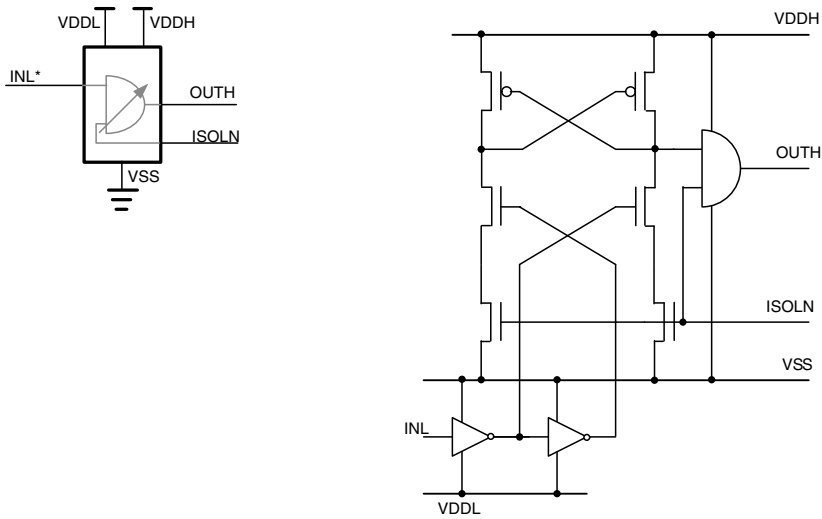 VDDL
VDDH
INL*
OUTH
ISOLN
VSS
VDDH
OUTH
ISOLN
VSS
INL
VDDL